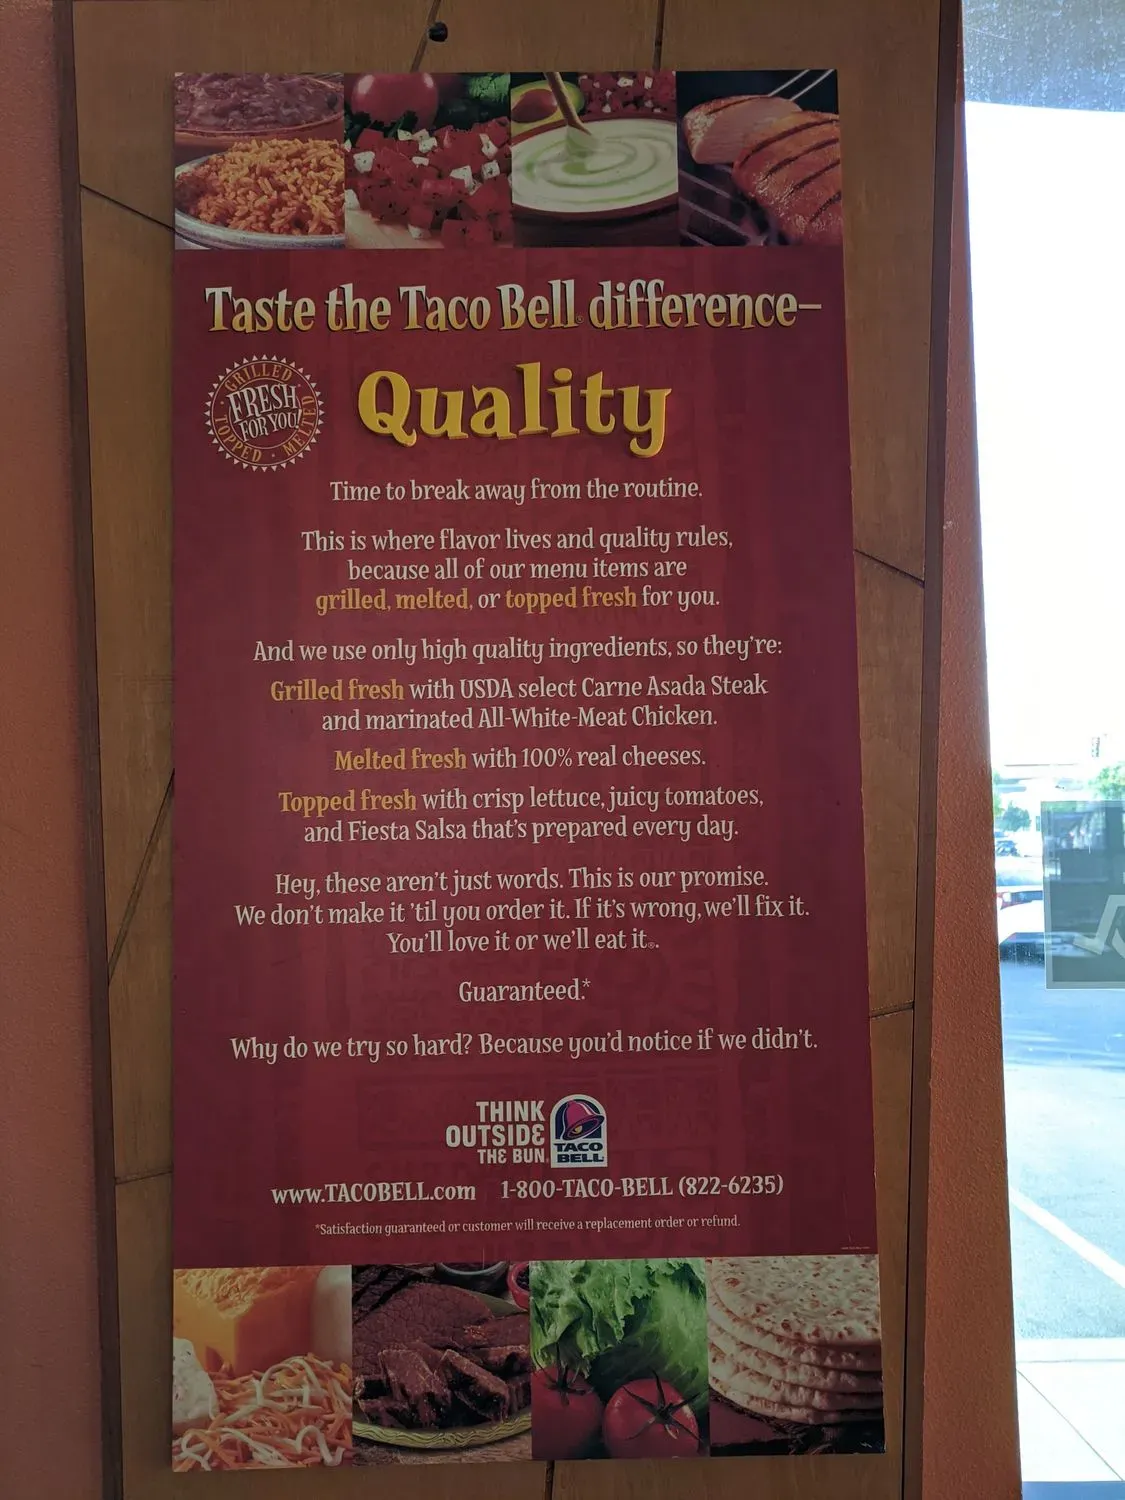 Taste the Taco Bell® difference–
GRILLED
FRESH
FOR YOU!
TOPPED · MELTED
Quality
Time to break away from the routine.
This is where flavor lives and quality rules,
because all of our menu items are
grilled, melted, or topped fresh for you.
And we use only high quality ingredients, so they're:
Grilled fresh with USDA select Carne Asada Steak
and marinated All-White-Meat Chicken.
Melted fresh with 100% real cheeses.
Topped fresh with crisp lettuce, juicy tomatoes,
and Fiesta Salsa that's prepared every day.
Hey, these aren't just words. This is our promise.
We don't make it 'til you order it. If it's wrong, we'll fix it.
You'll love it or we'll eat it®.
Guaranteed.*
Why do we try so hard? Because you'd notice if we didn't.
THINK
OUTSIDE
THE BUN.
TACO
BELL
www.TACOBELL.com 1-800-TACO-BELL (822-6235)
*Satisfaction guaranteed or customer will receive a replacement order or refund.